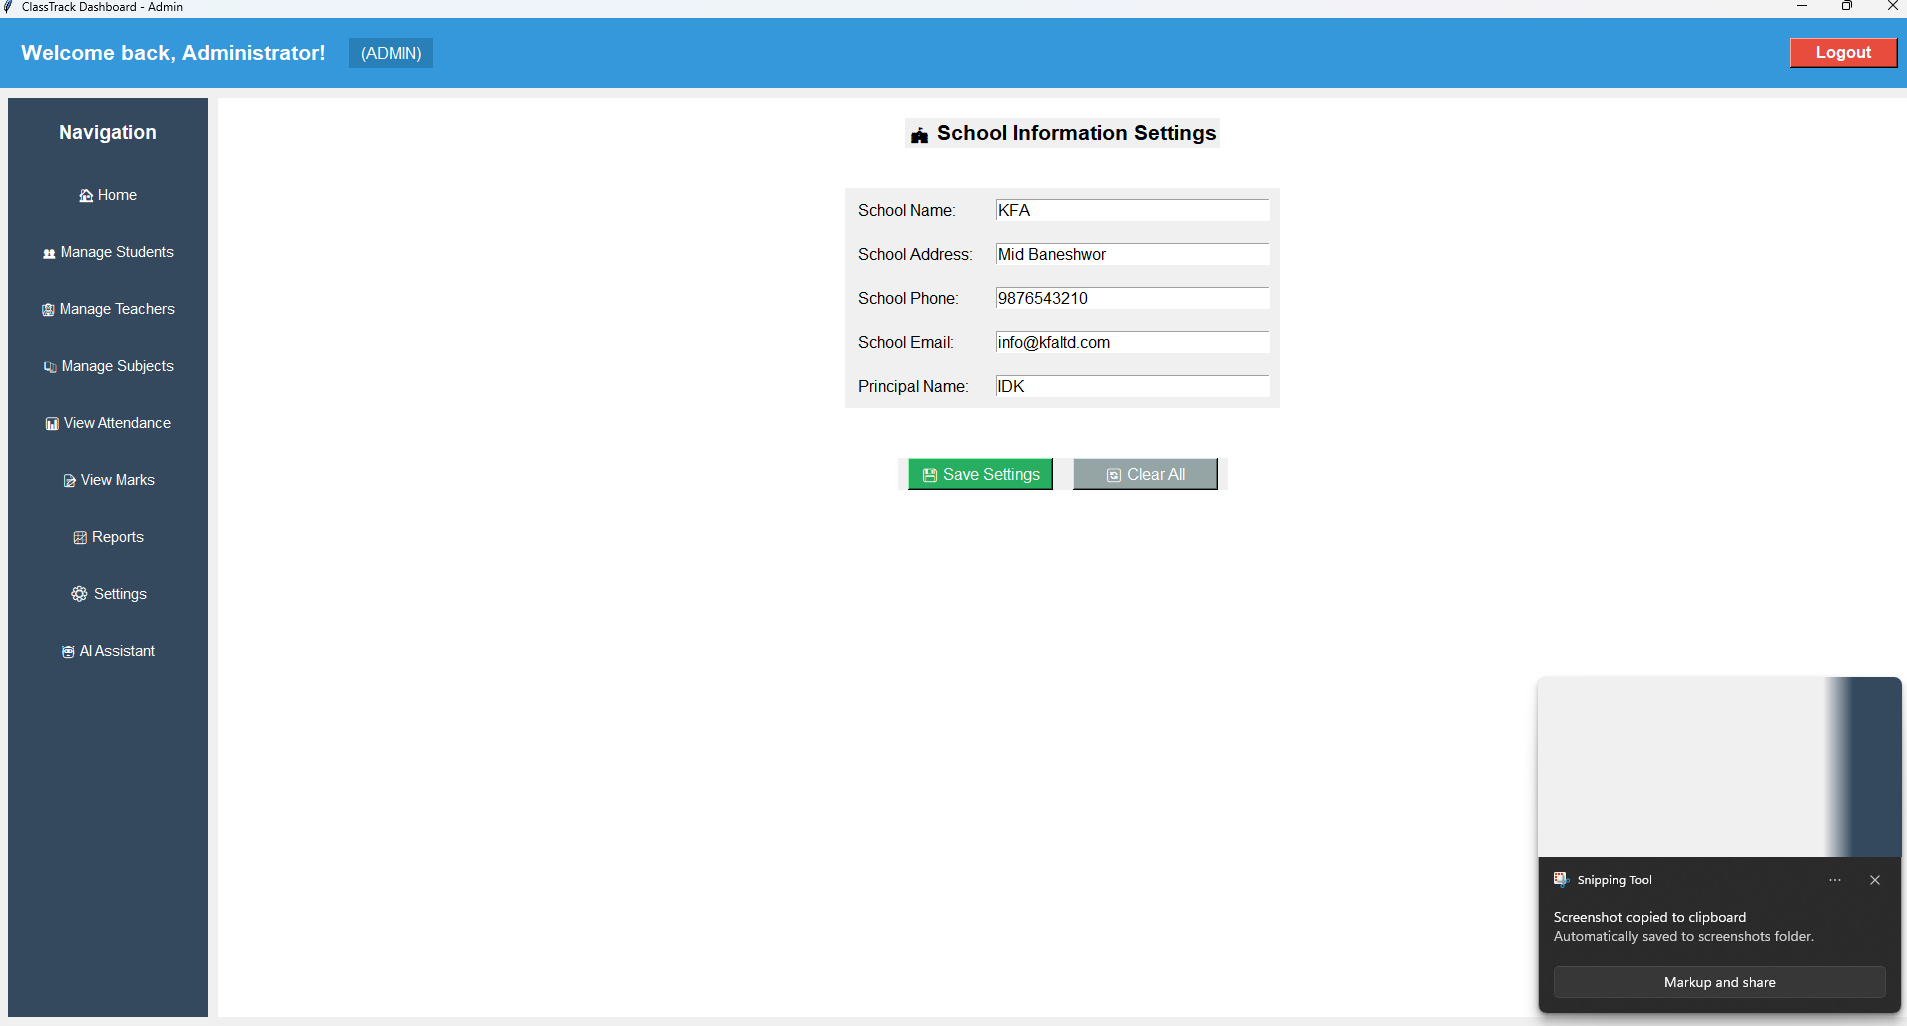 ClassTrack Dashboard - Admin
Welcome back, Administrator!
(ADMIN)
Logout
Navigation
Home
Manage Students
Manage Teachers
Manage Subjects
View Attendance
View Marks
Reports
Settings
AI Assistant
School Information Settings
School Name: KFA
School Address: Mid Baneshwor
School Phone: 9876543210
School Email: info@kfaltd.com
Principal Name: IDK
Save Settings
Clear All
Snipping Tool
Screenshot copied to clipboard
Automatically saved to screenshots folder.
Markup and share